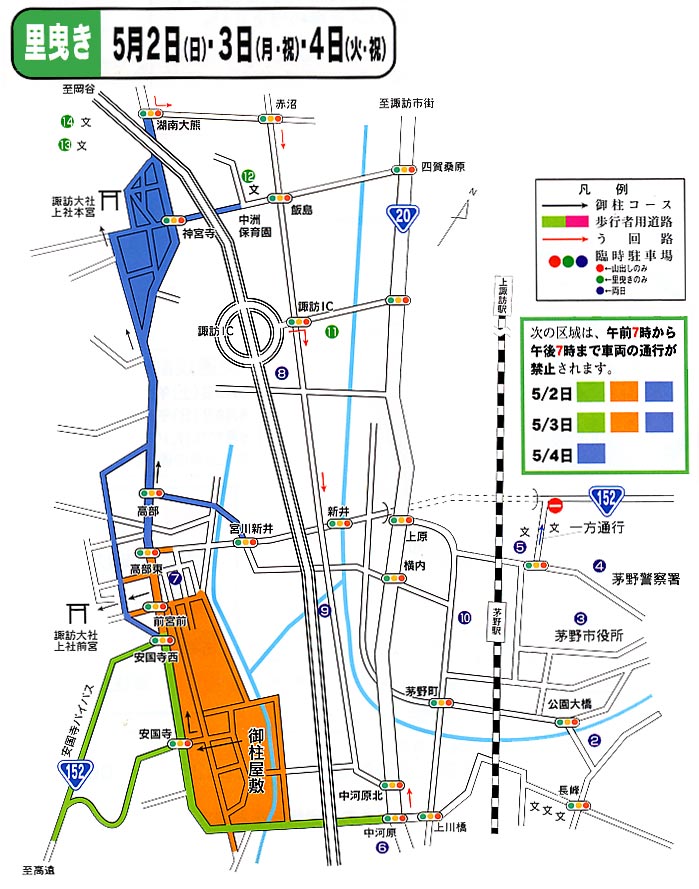 里曳き
5月2日(日)・3日(月・祝)・4日(火・祝)
至岡谷
⑭ 文
⑬ 文
湖南大熊
赤沼
至諏訪市街
四賀桑原
諏訪大社
上社本宮
⑫
文
飯島
中洲
保育園
神宮寺
20
N
諏訪IC
諏訪IC
⑪
⑧
上諏訪駅
凡例
御柱コース
歩行者用道路
う回路
臨時駐車場
←山出しのみ
←里曳きのみ
←両日
次の区域は、午前7時から
午後7時まで車両の通行が
禁止されます。
5/2日
5/3日
5/4日
高部
宮川新井
新井
上原
152
文 文
一方通行
⑤
④
茅野警察署
高部東
⑦
横内
前宮前
諏訪大社
上社前宮
⑨
⑩
茅野駅
③
茅野市役所
安国寺西
安国寺バイパス
茅野町
公園大橋
安国寺
御柱屋敷
②
152
中河原北
長峰
文 文 文
中河原
上川橋
⑥
至高遠